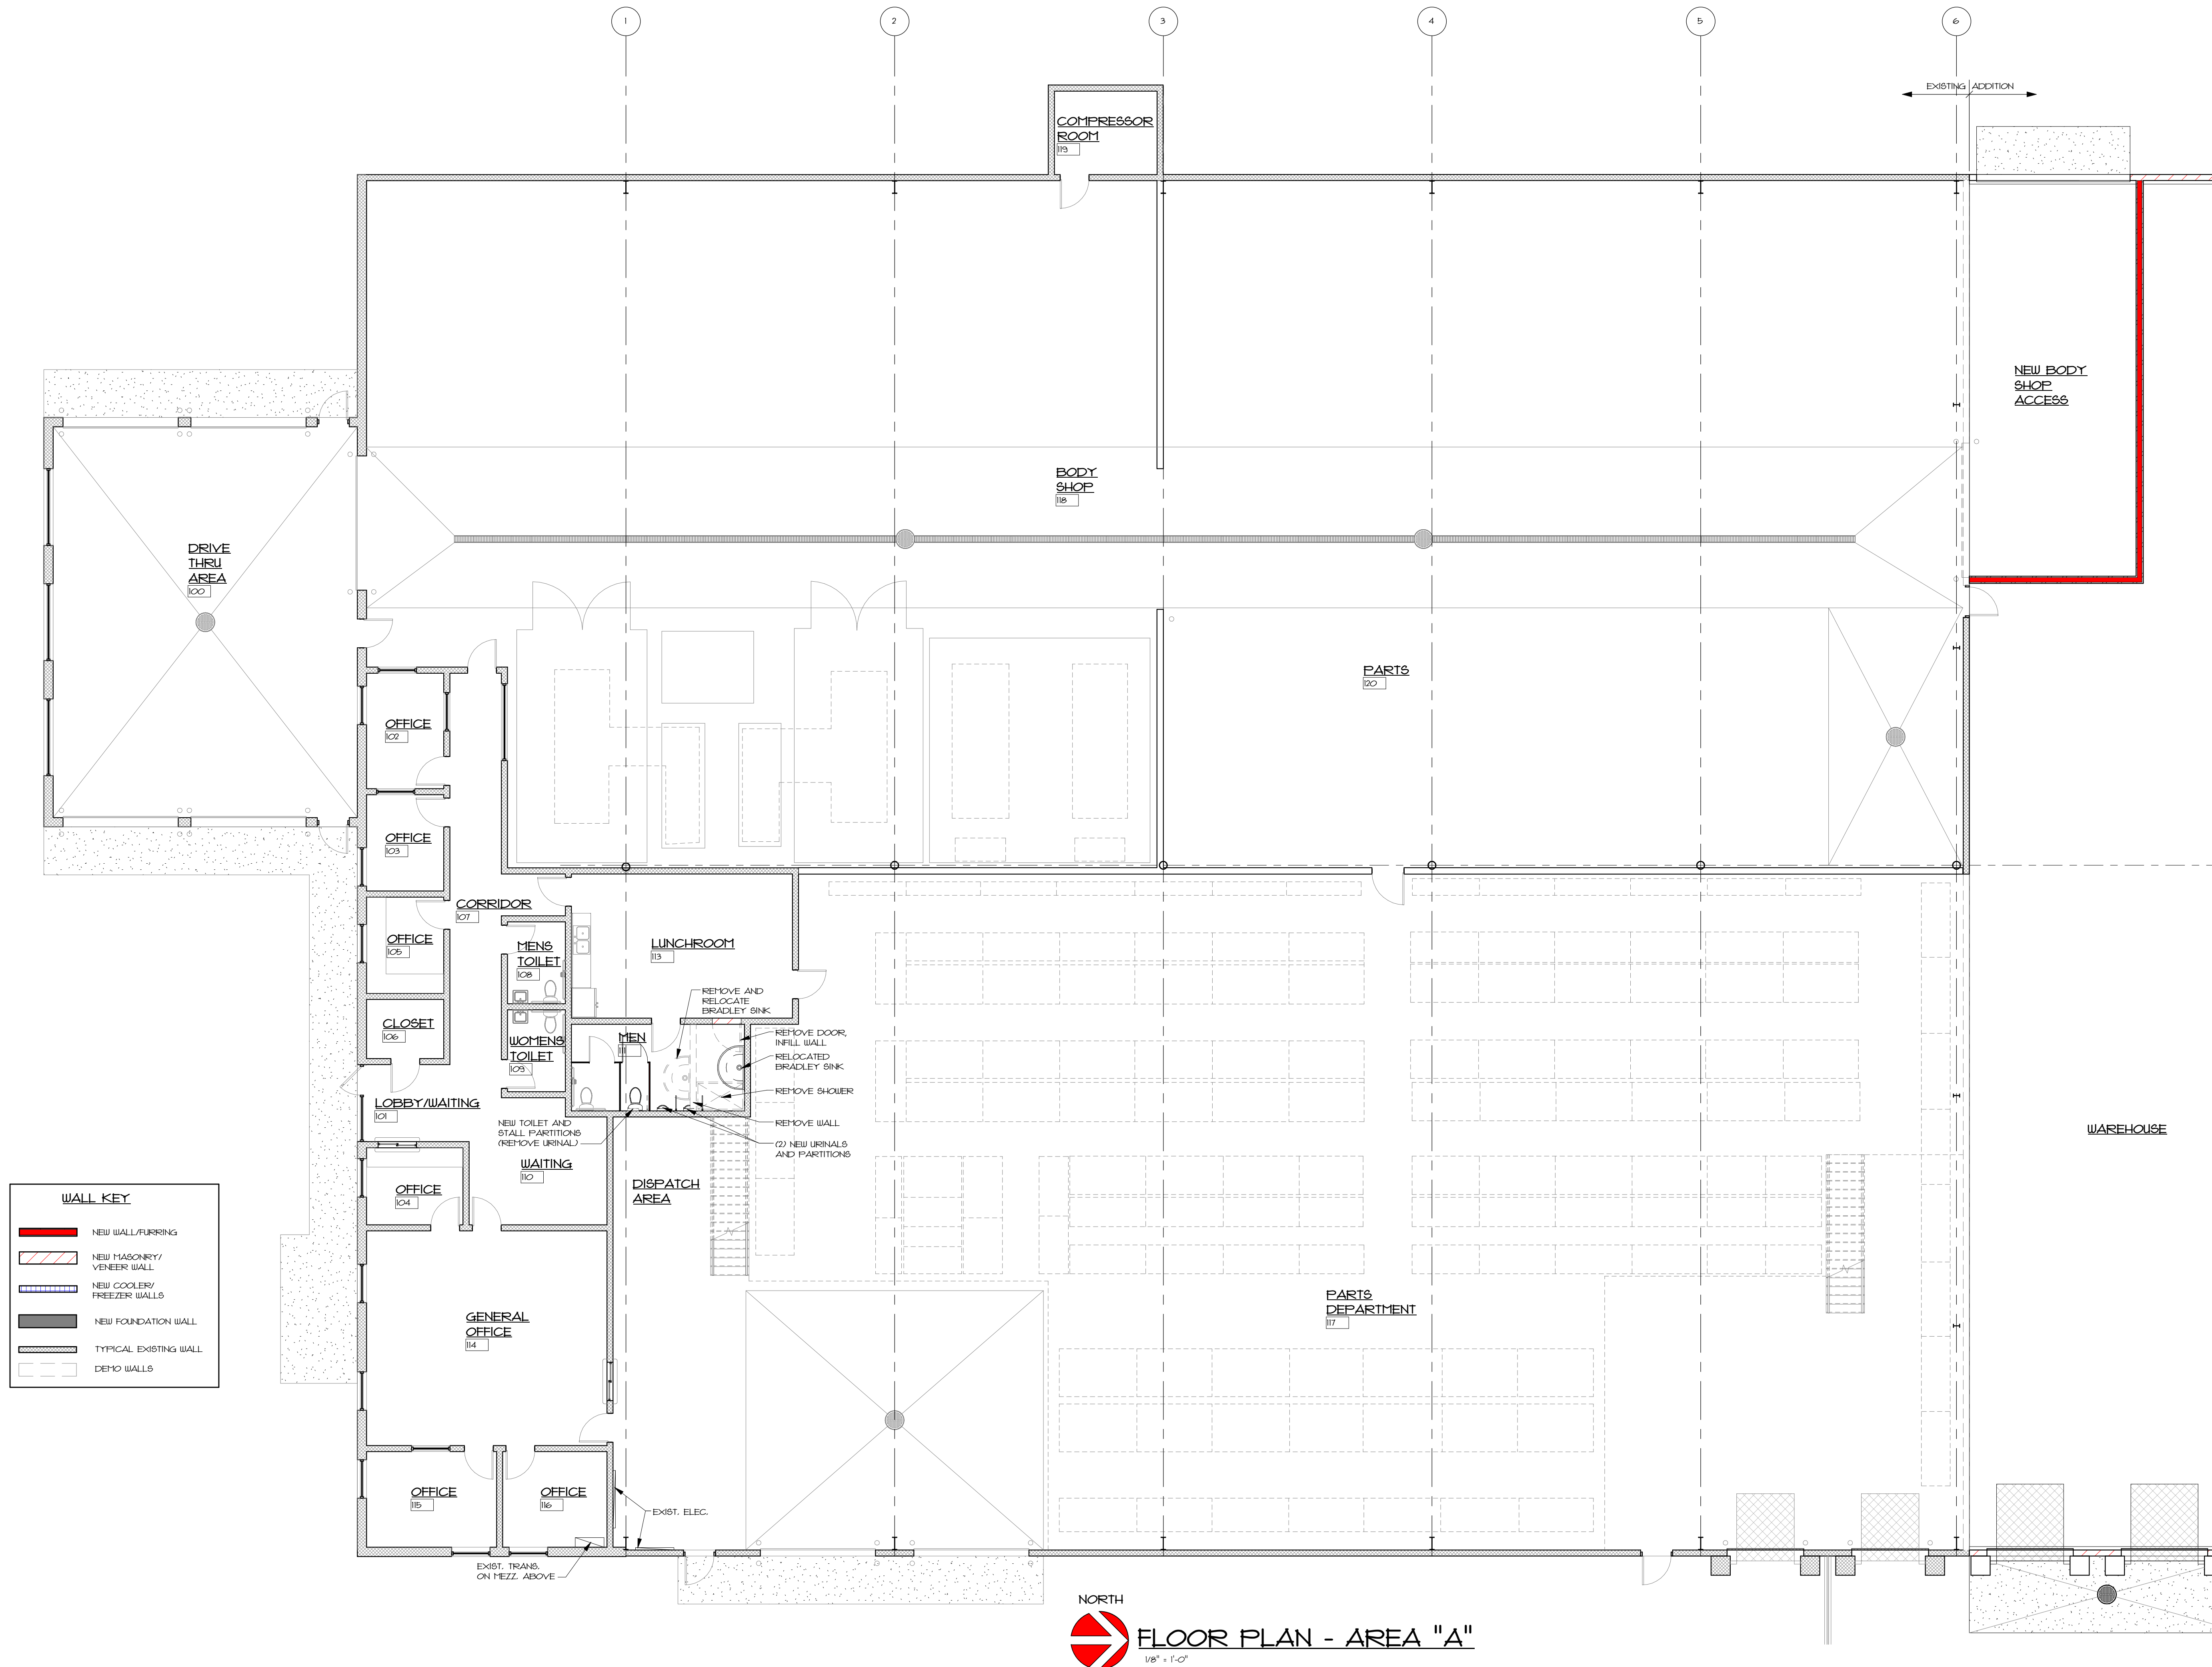 1
2
3
4
5
6
EXISTING
ADDITION
COMPRESSOR
ROOM
119
NEW BODY
SHOP
ACCESS
BODY
SHOP
118
DRIVE
THRU
AREA
100
PARTS
120
OFFICE
102
OFFICE
103
CORRIDOR
107
OFFICE
105
MENS
TOILET
108
LUNCHROOM
113
REMOVE AND
RELOCATE
BRADLEY SINK
CLOSET
106
WOMENS
TOILET
109
MEN
111
REMOVE DOOR,
INFILL WALL
RELOCATED
BRADLEY SINK
REMOVE SHOWER
LOBBY/WAITING
101
NEW TOILET AND
STALL PARTITIONS
(REMOVE URINAL)
REMOVE WALL
(2) NEW URINALS
AND PARTITIONS
WAREHOUSE
WAITING
110
OFFICE
104
DISPATCH
AREA
WALL KEY
NEW WALL/FURRING
NEW MASONRY/
VENEER WALL
NEW COOLER/
FREEZER WALLS
NEW FOUNDATION WALL
TYPICAL EXISTING WALL
DEMO WALLS
GENERAL
OFFICE
114
PARTS
DEPARTMENT
117
OFFICE
115
OFFICE
116
EXIST. ELEC.
EXIST. TRANS.
ON MEZZ. ABOVE
NORTH
FLOOR PLAN - AREA "A"
1/8" = 1'-0"